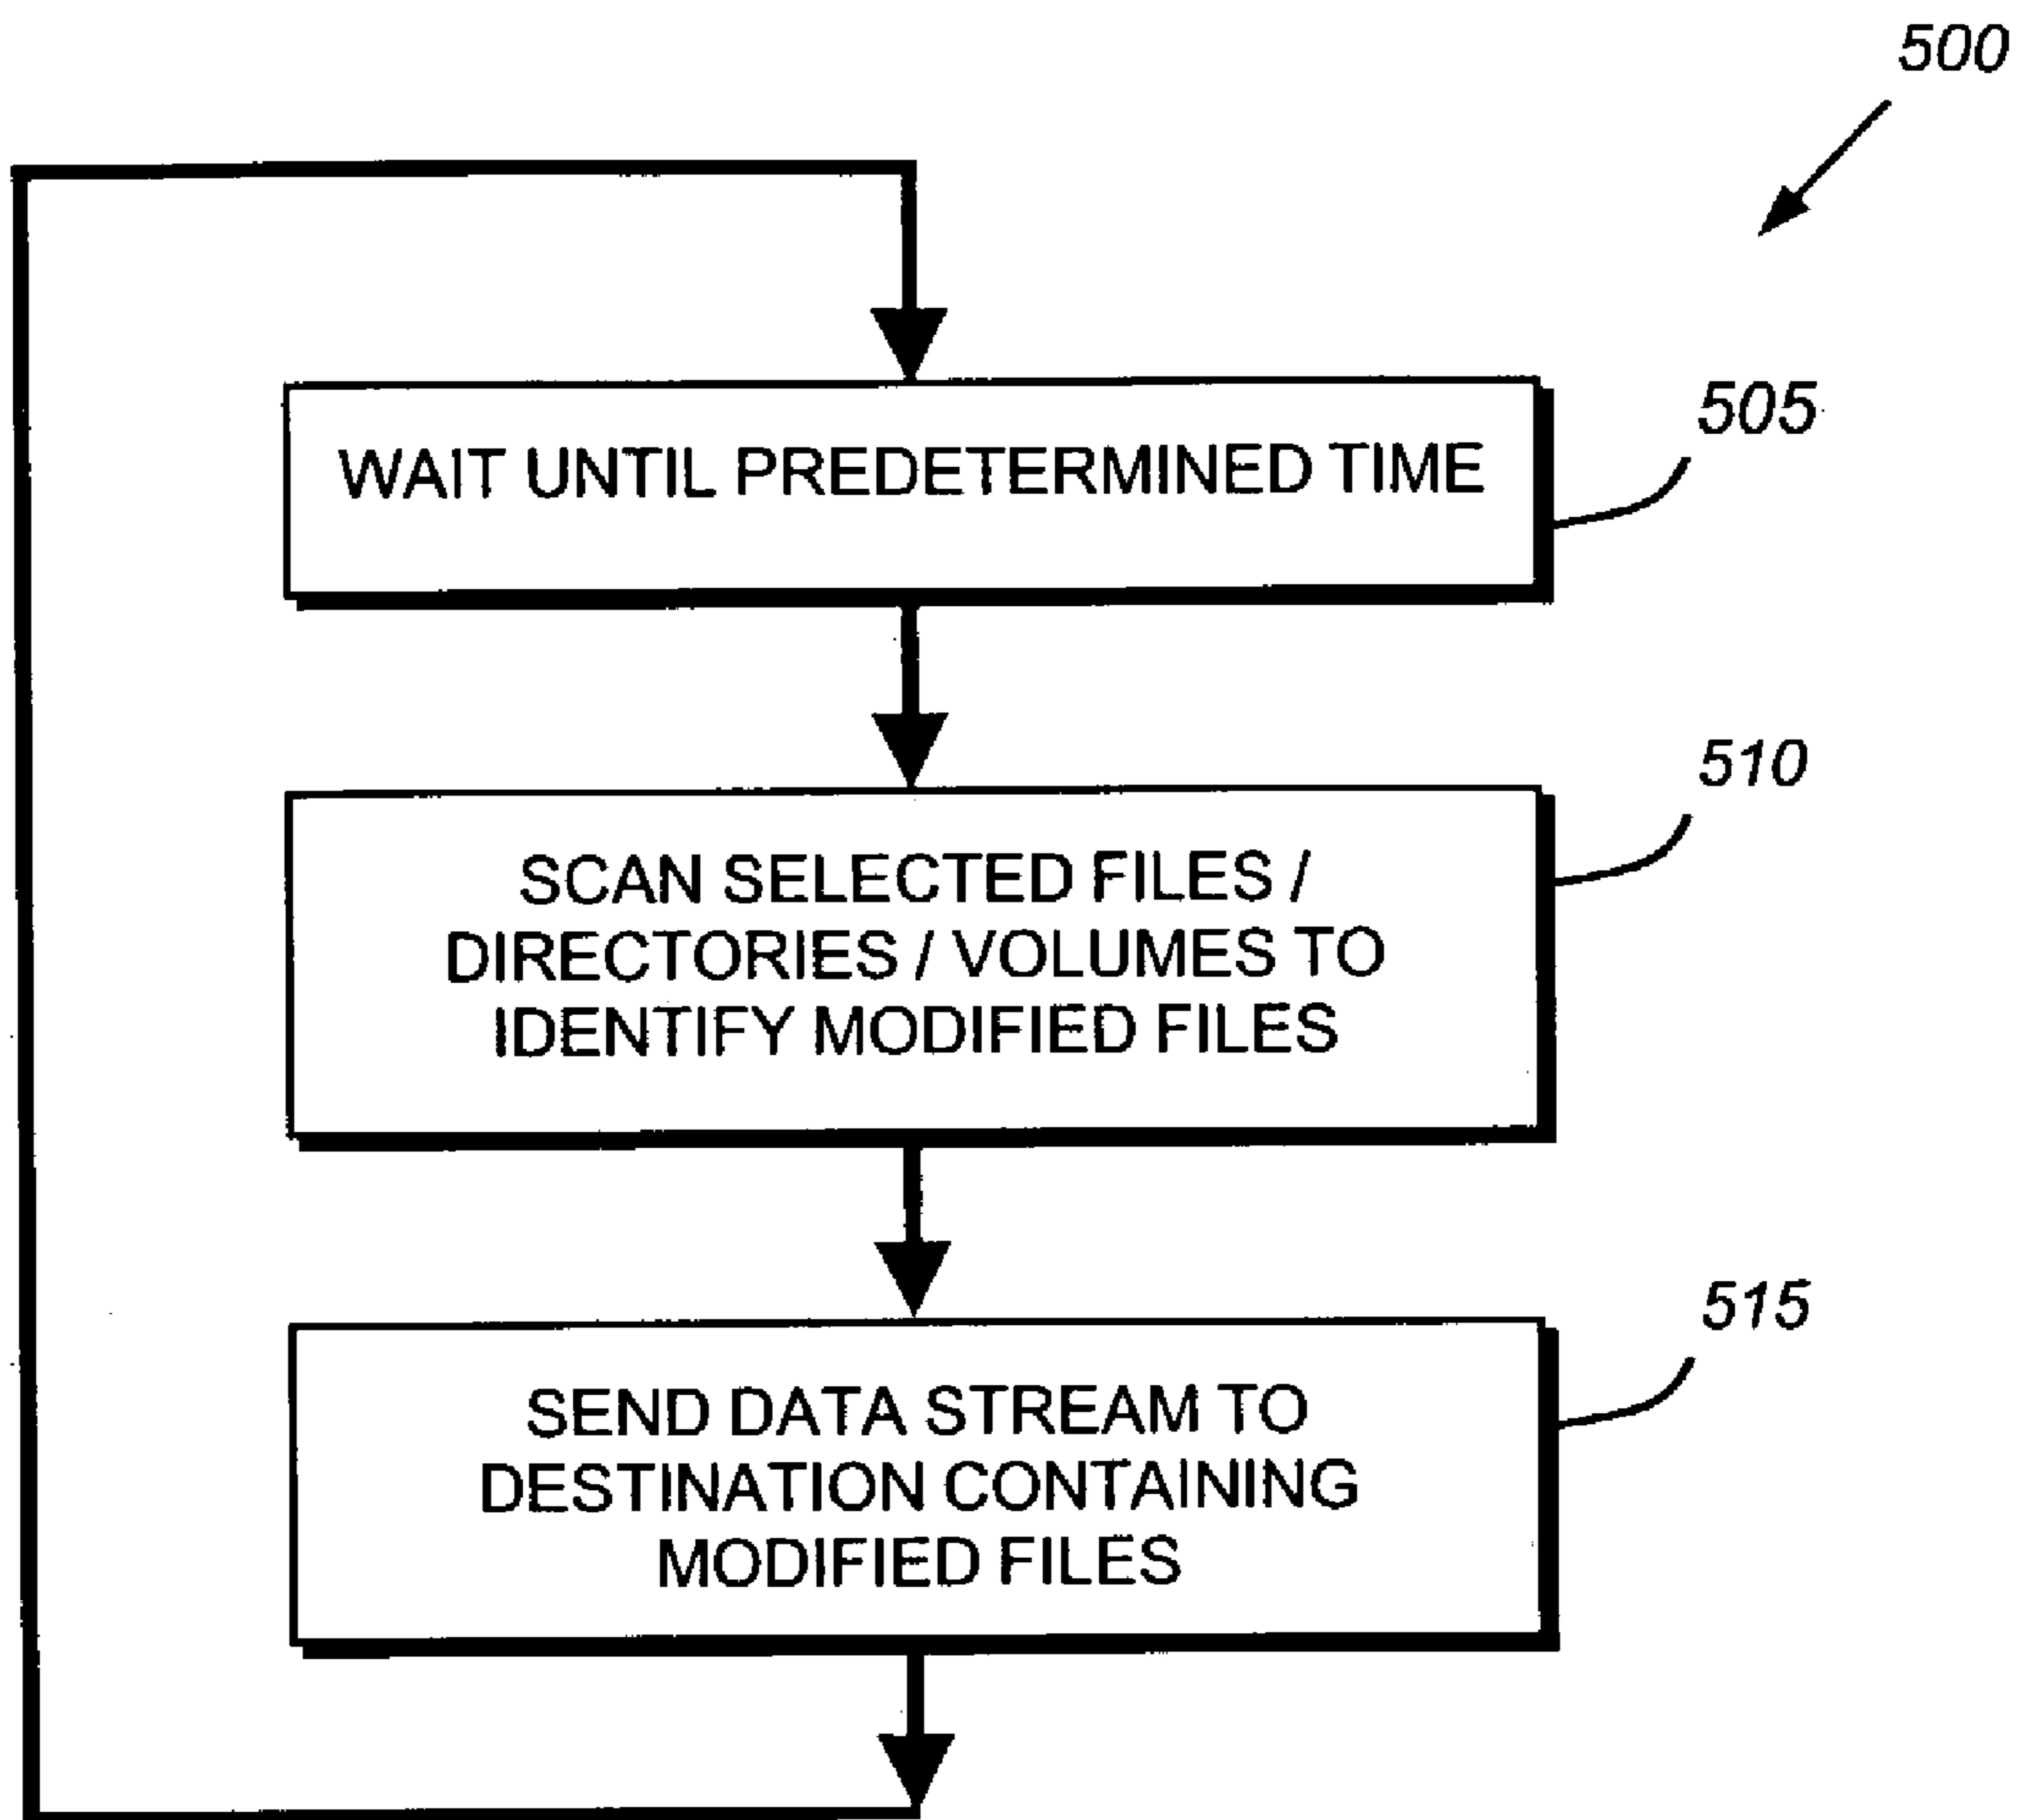 500
WAIT UNTIL PREDETERMINED TIME
505
SCAN SELECTED FILES /
DIRECTORIES / VOLUMES TO
IDENTIFY MODIFIED FILES
510
SEND DATA STREAM TO
DESTINATION CONTAINING
MODIFIED FILES
515